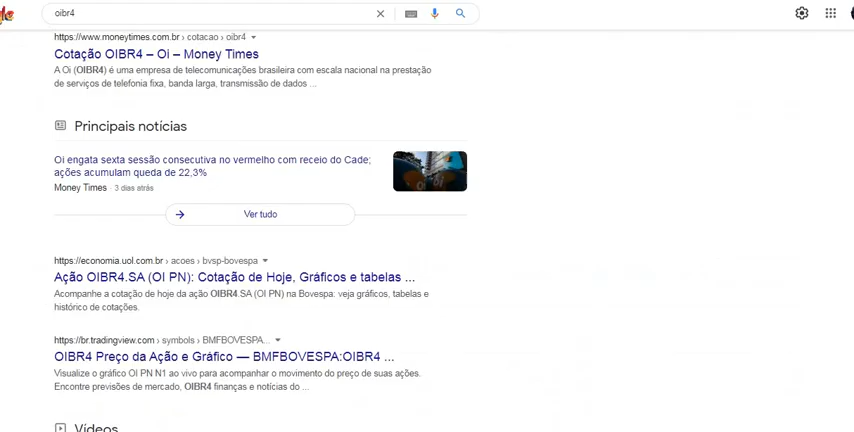 gle
oibr4
https://www.moneytimes.com.br › cotacao › oibr4
Cotação OIBR4 – Oi – Money Times
A Oi (OIBR4) é uma empresa de telecomunicações brasileira com escala nacional na prestação
de serviços de telefonia fixa, banda larga, transmissão de dados ...
Principais notícias
Oi engata sexta sessão consecutiva no vermelho com receio do Cade;
ações acumulam queda de 22,3%
Money Times · 3 dias atrás
Ver tudo
https://economia.uol.com.br › acoes › bvsp-bovespa
Ação OIBR4.SA (OI PN): Cotação de Hoje, Gráficos e tabelas ...
Acompanhe a cotação de hoje da ação OIBR4.SA (OI PN) na Bovespa: veja gráficos, tabelas e
histórico de cotações.
https://br.tradingview.com › symbols › BMFBOVESPA...
OIBR4 Preço da Ação e Gráfico — BMFBOVESPA:OIBR4 ...
Visualize o gráfico OI PN N1 ao vivo para acompanhar o movimento do preço de suas ações.
Encontre previsões de mercado, OIBR4 finanças e notícias do ...
Vídeos